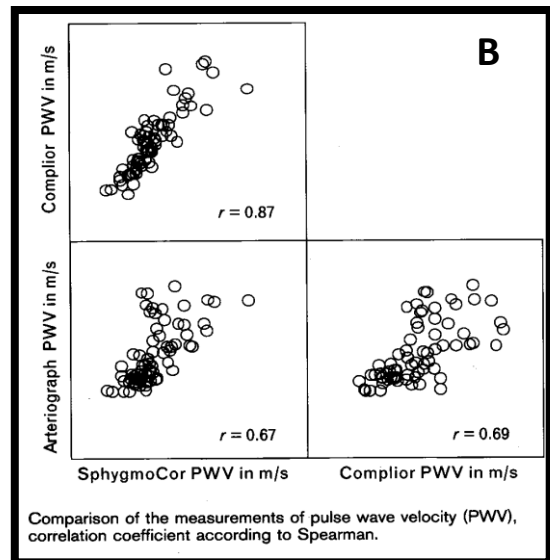 B
Complior PWV in m/s
r = 0.87
Arteriograph PWV in m/s
r = 0.67
r = 0.69
SphygmoCor PWV in m/s
Complior PWV in m/s
Comparison of the measurements of pulse wave velocity (PWV),
correlation coefficient according to Spearman.